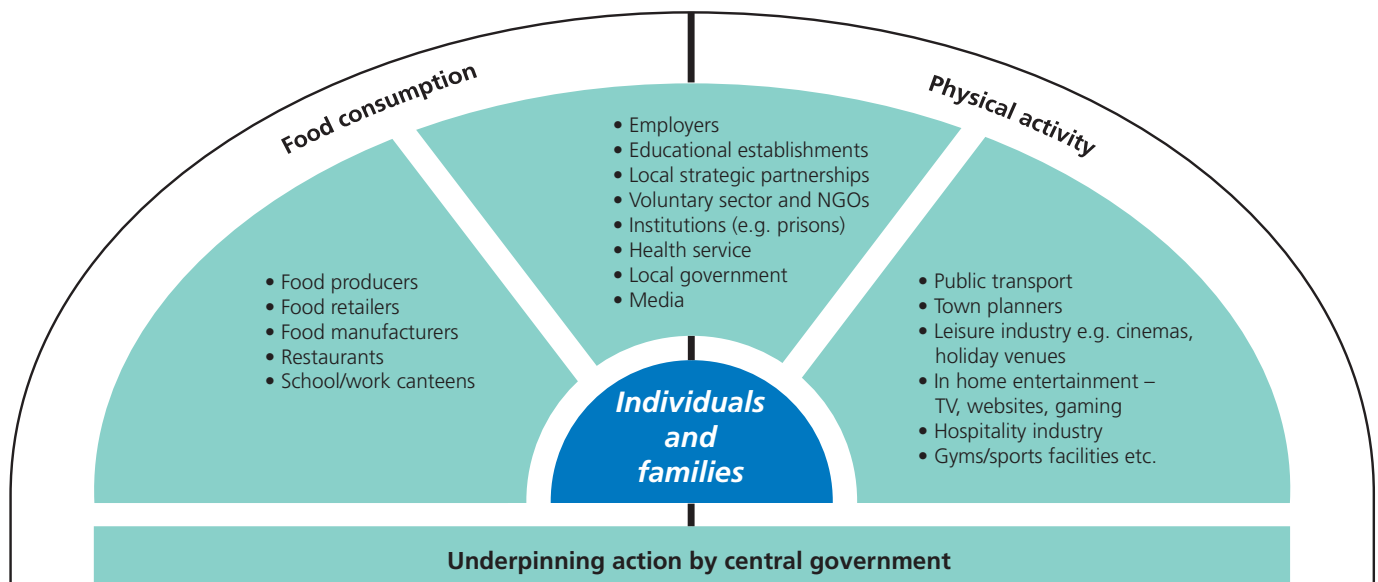 Food consumption
Physical activity
• Employers
• Educational establishments
• Local strategic partnerships
• Voluntary sector and NGOs
• Institutions (e.g. prisons)
• Health service
• Local government
• Media
• Food producers
• Food retailers
• Food manufacturers
• Restaurants
• School/work canteens
• Public transport
• Town planners
• Leisure industry e.g. cinemas,
holiday venues
• In home entertainment –
TV, websites, gaming
• Hospitality industry
• Gyms/sports facilities etc.
Individuals
and
families
Underpinning action by central government